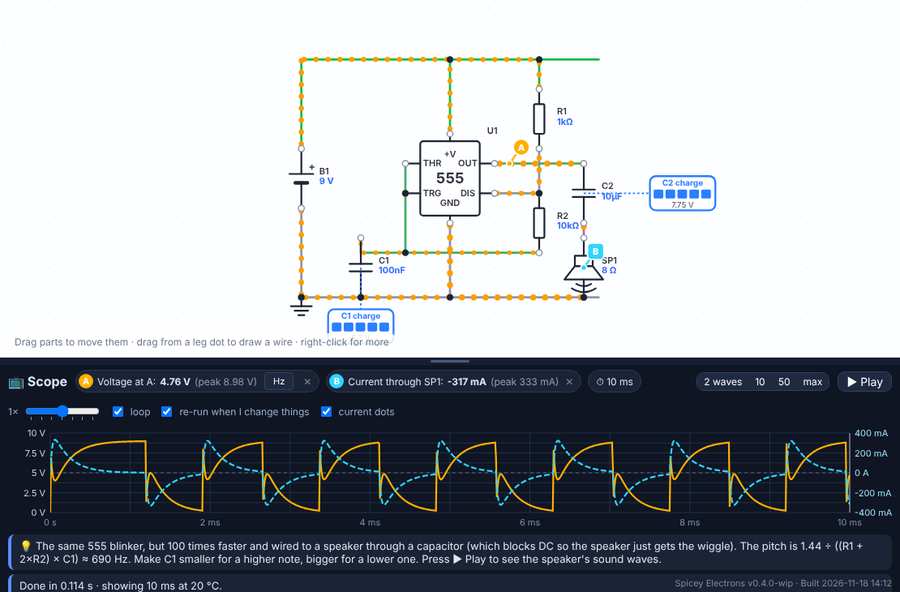 R1
1kΩ
U1
A
+V
THR
OUT
555
B1
9 V
TRG
DIS
GND
C2
10μF
C2 charge
7.75 V
R2
10kΩ
B
C1
100nF
SP1
8 Ω
C1 charge
Drag parts to move them · drag from a leg dot to draw a wire · right-click for more
📺 Scope
A Voltage at A: 4.76 V (peak 8.98 V) Hz ×
B Current through SP1: -317 mA (peak 333 mA) ×
⏱ 10 ms
2 waves 10 50 max
▶ Play
1× loop re-run when I change things current dots
10 V
7.5 V
5 V
2.5 V
0 V
400 mA
200 mA
0 A
-200 mA
-400 mA
0 s 2 ms 4 ms 6 ms 8 ms 10 ms
💡 The same 555 blinker, but 100 times faster and wired to a speaker through a capacitor (which blocks DC so the speaker just gets the wiggle). The pitch is 1.44 ÷ ((R1 +
2×R2) × C1) ≈ 690 Hz. Make C1 smaller for a higher note, bigger for a lower one. Press ▶ Play to see the speaker's sound waves.
Done in 0.114 s · showing 10 ms at 20 °C.
Spicey Electrons v0.4.0-wip · Built 2026-11-18 14:12